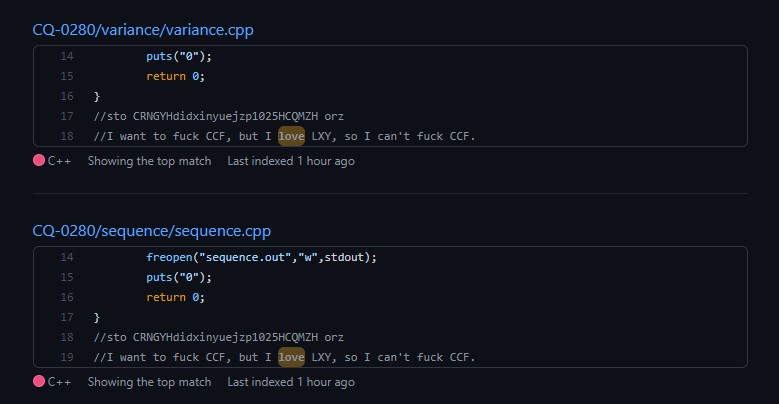 CQ-0280/variance/variance.cpp
14 puts("0");
15 return 0;
16 }
17 //sto CRNGYHdidxinyuejzp1025HCQMZH orz
18 //I want to fuck CCF, but I love LXY, so I can't fuck CCF.
C++ Showing the top match Last indexed 1 hour ago
CQ-0280/sequence/sequence.cpp
14 freopen("sequence.out","w",stdout);
15 puts("0");
16 return 0;
17 }
18 //sto CRNGYHdidxinyuejzp1025HCQMZH orz
19 //I want to fuck CCF, but I love LXY, so I can't fuck CCF.
C++ Showing the top match Last indexed 1 hour ago